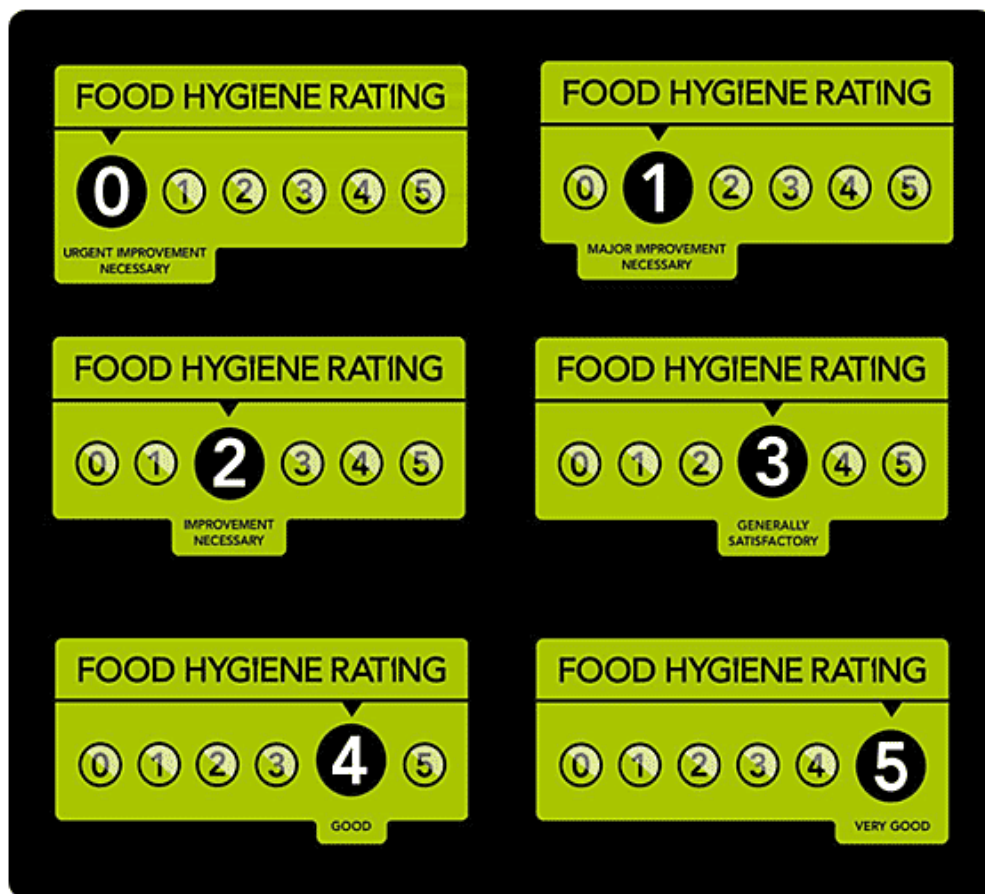 FOOD HYGIENE RATING
0 1 2 3 4 5
URGENT IMPROVEMENT
NECESSARY
FOOD HYGIENE RATING
0 1 2 3 4 5
MAJOR IMPROVEMENT
NECESSARY
FOOD HYGIENE RATING
0 1 2 3 4 5
IMPROVEMENT
NECESSARY
FOOD HYGIENE RATING
0 1 2 3 4 5
GENERALLY
SATISFACTORY
FOOD HYGIENE RATING
0 1 2 3 4 5
GOOD
FOOD HYGIENE RATING
0 1 2 3 4 5
VERY GOOD